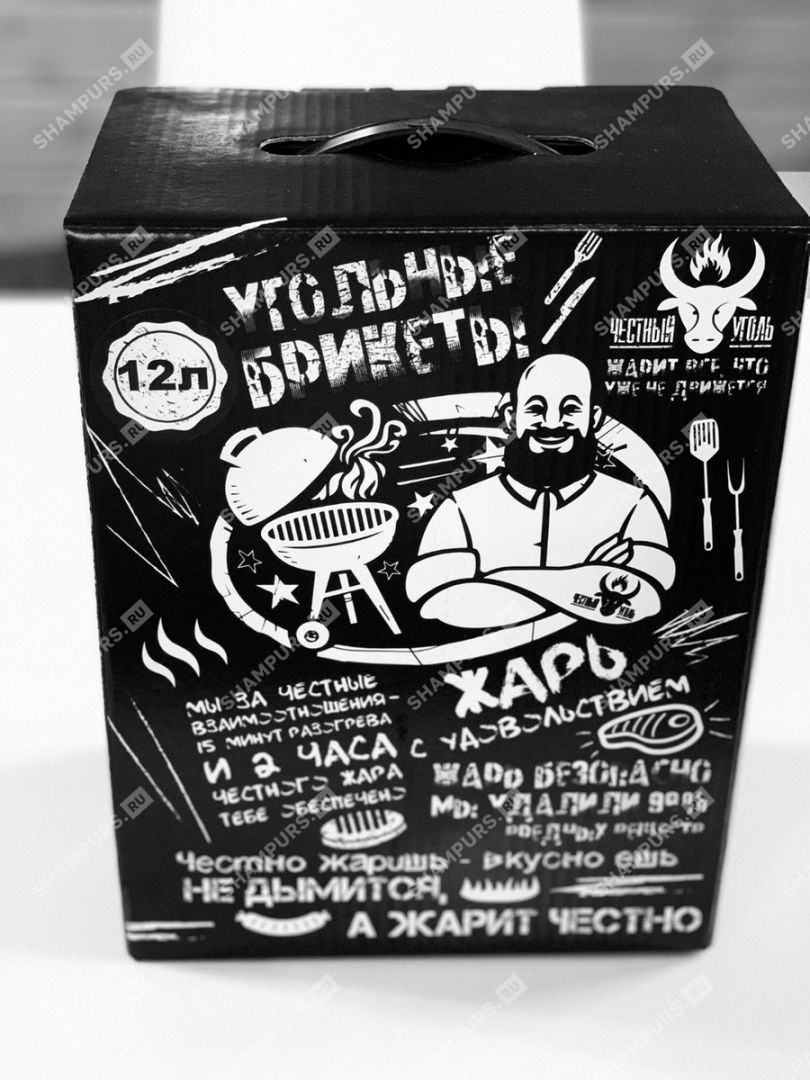 УГОЛЬНЫЕ
БРИКЕТЫ
12л
ЧЕСТНЫЙ УГОЛЬ
ЖАРИТ ВСЕ, ЧТО
УЖЕ НЕ ДВИЖЕТСЯ
ЧЕСТНЫЙ УГОЛЬ
МЫ ЗА ЧЕСТНЫЕ
ВЗАИМООТНОШЕНИЯ-
15 МИНУТ РАЗОГРЕВА
И 2 ЧАСА
ЧЕСТНОГО ЖАРА
ТЕБЕ ОБЕСПЕЧЕНО
ЖАРЬ
С УДОВОЛЬСТВИЕМ
ЖАРЬ БЕЗОПАСНО
МЫ УДАЛИЛИ 90%
ВРЕДНЫХ ВЕЩЕСТВ
Честно жаришь - вкусно ешь
НЕ ДЫМИТСЯ,
А ЖАРИТ ЧЕСТНО
SHAMPURS.RU